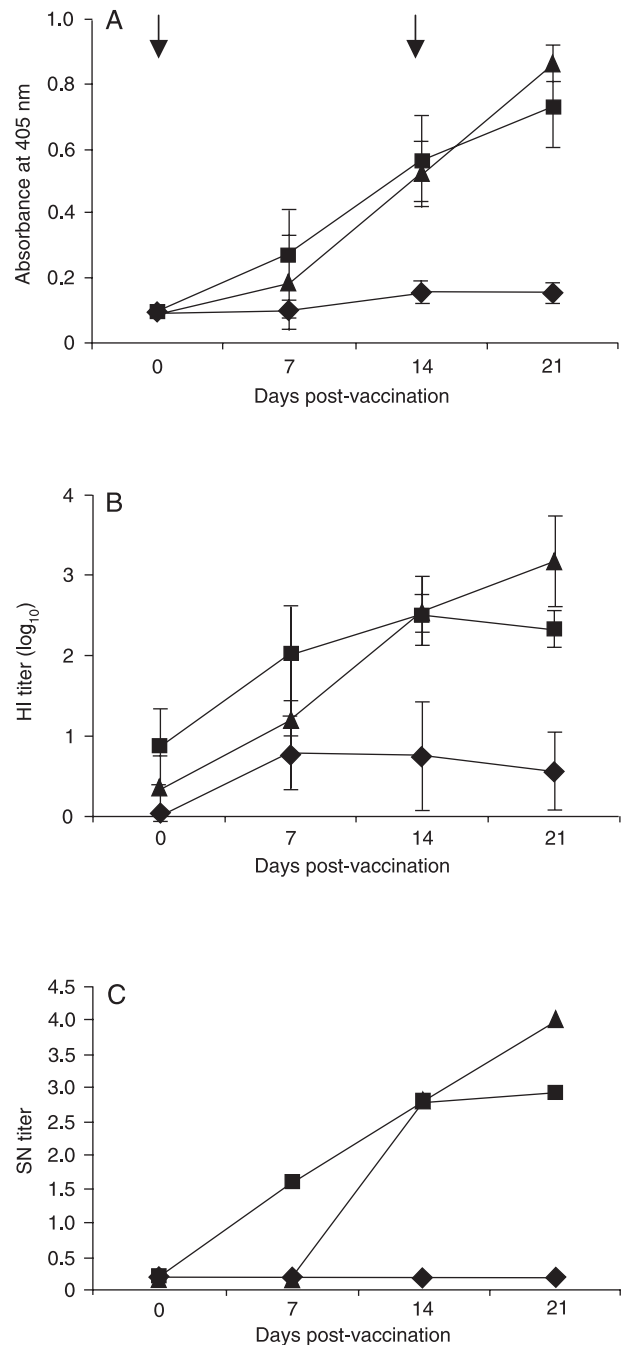 A
1.0
0.8
0.6
0.4
0.2
0
Absorbance at 405 nm
0 7 14 21
Days post-vaccination
B
4
3
2
1
0
HI titer (log10)
0 7 14 21
Days post-vaccination
C
4.5
4.0
3.5
3.0
2.5
2.0
1.5
1.0
0.5
0
SN titer
0 7 14 21
Days post-vaccination